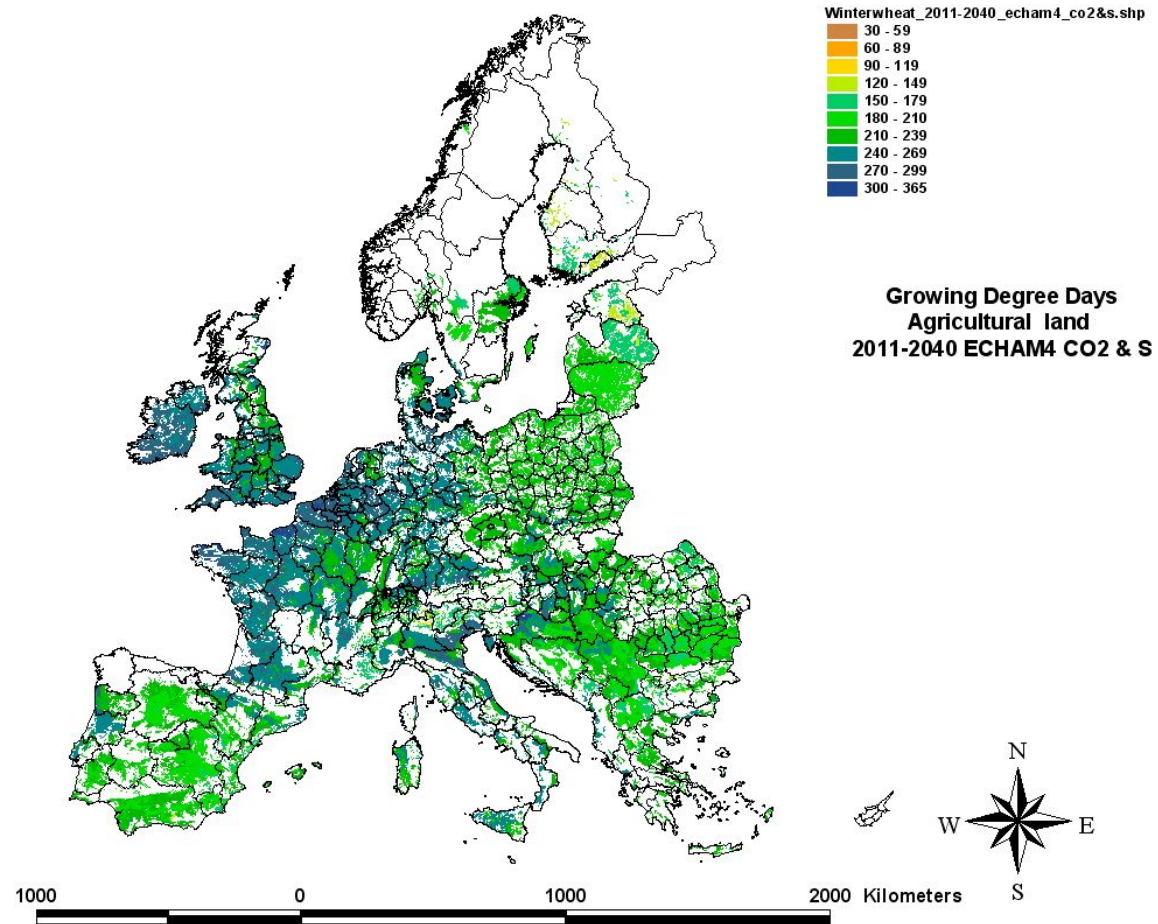 Winterwheat_2011-2040_echam4_co2&s.shp
30 - 59
60 - 89
90 - 119
120 - 149
150 - 179
180 - 210
210 - 239
240 - 269
270 - 299
300 - 365
Growing Degree Days
Agricultural land
2011-2040 ECHAM4 CO2 & S
N
W E
S
1000 0 1000 2000 Kilometers